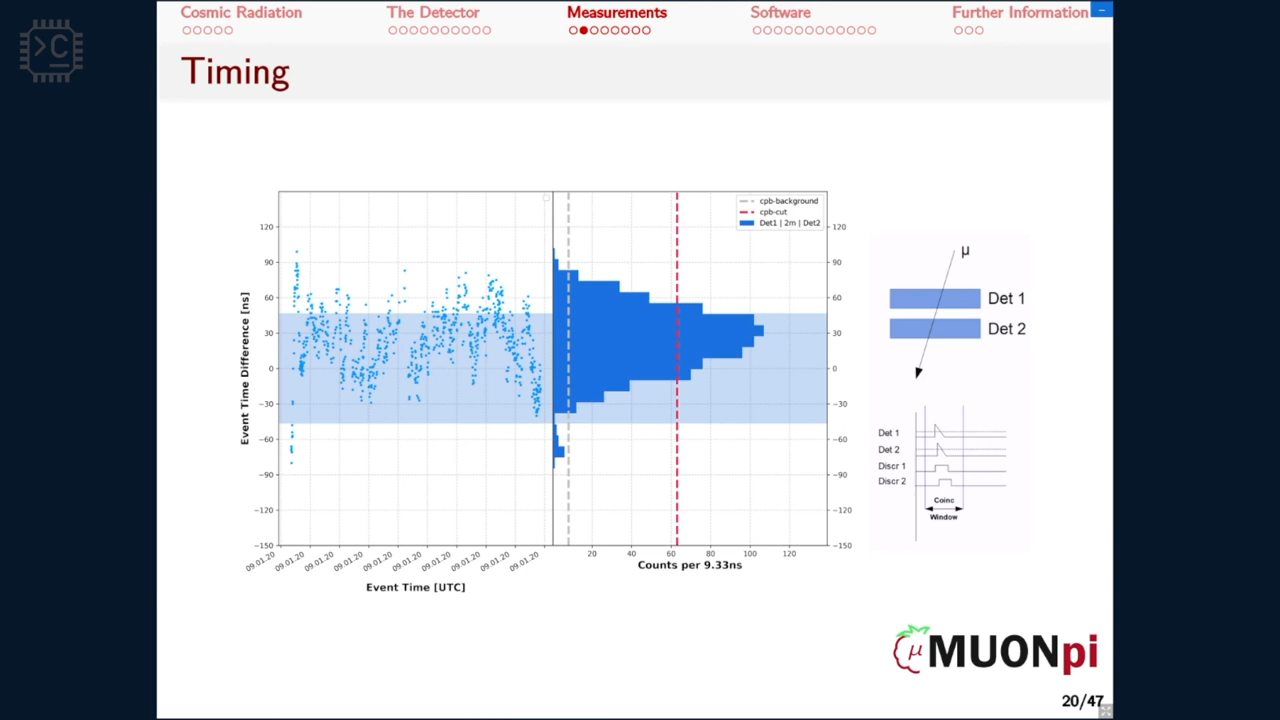 Cosmic Radiation The Detector Measurements Software Further Information
Timing
cpb-background
cpb-cut
Det1 | 2m | Det2
120
90
60
30
0
−30
−60
−90
−120
−150
Event Time Difference [ns]
120
90
60
30
0
−30
−60
−90
−120
−150
09.01.20 09.01.20 09.01.20 09.01.20 09.01.20 09.01.20 09.01.20 09.01.20 09.01.20 09.01.20
Event Time [UTC]
20 40 60 80 100 120
Counts per 9.33ns
μ
Det 1
Det 2
Det 1
Det 2
Discr 1
Discr 2
Coinc
Window
μ MUONpi
20/47
>C_